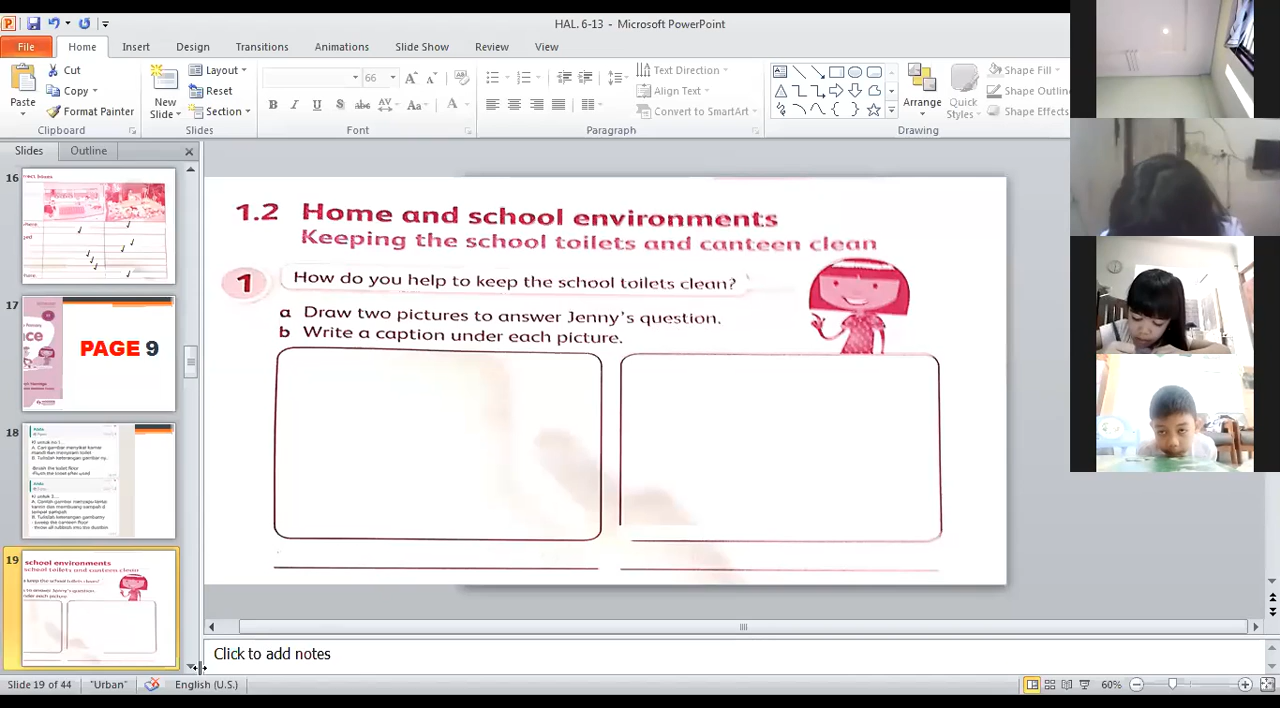 HAL. 6-13 - Microsoft PowerPoint
File Home Insert Design Transitions Animations Slide Show Review View
Paste
Cut
Copy
Format Painter
Clipboard
New Slide
Layout
Reset
Section
Slides
66
Font
Text Direction
Align Text
Convert to SmartArt
Paragraph
Arrange
Quick Styles
Shape Fill
Shape Outline
Shape Effects
Drawing
Slides Outline
16
17
PAGE 9
18
19
school environments
1.2 Home and school environments
Keeping the school toilets and canteen clean
1 How do you help to keep the school toilets clean?
a Draw two pictures to answer Jenny's question.
b Write a caption under each picture.
Click to add notes
Slide 19 of 44 "Urban" English (U.S.) 60%